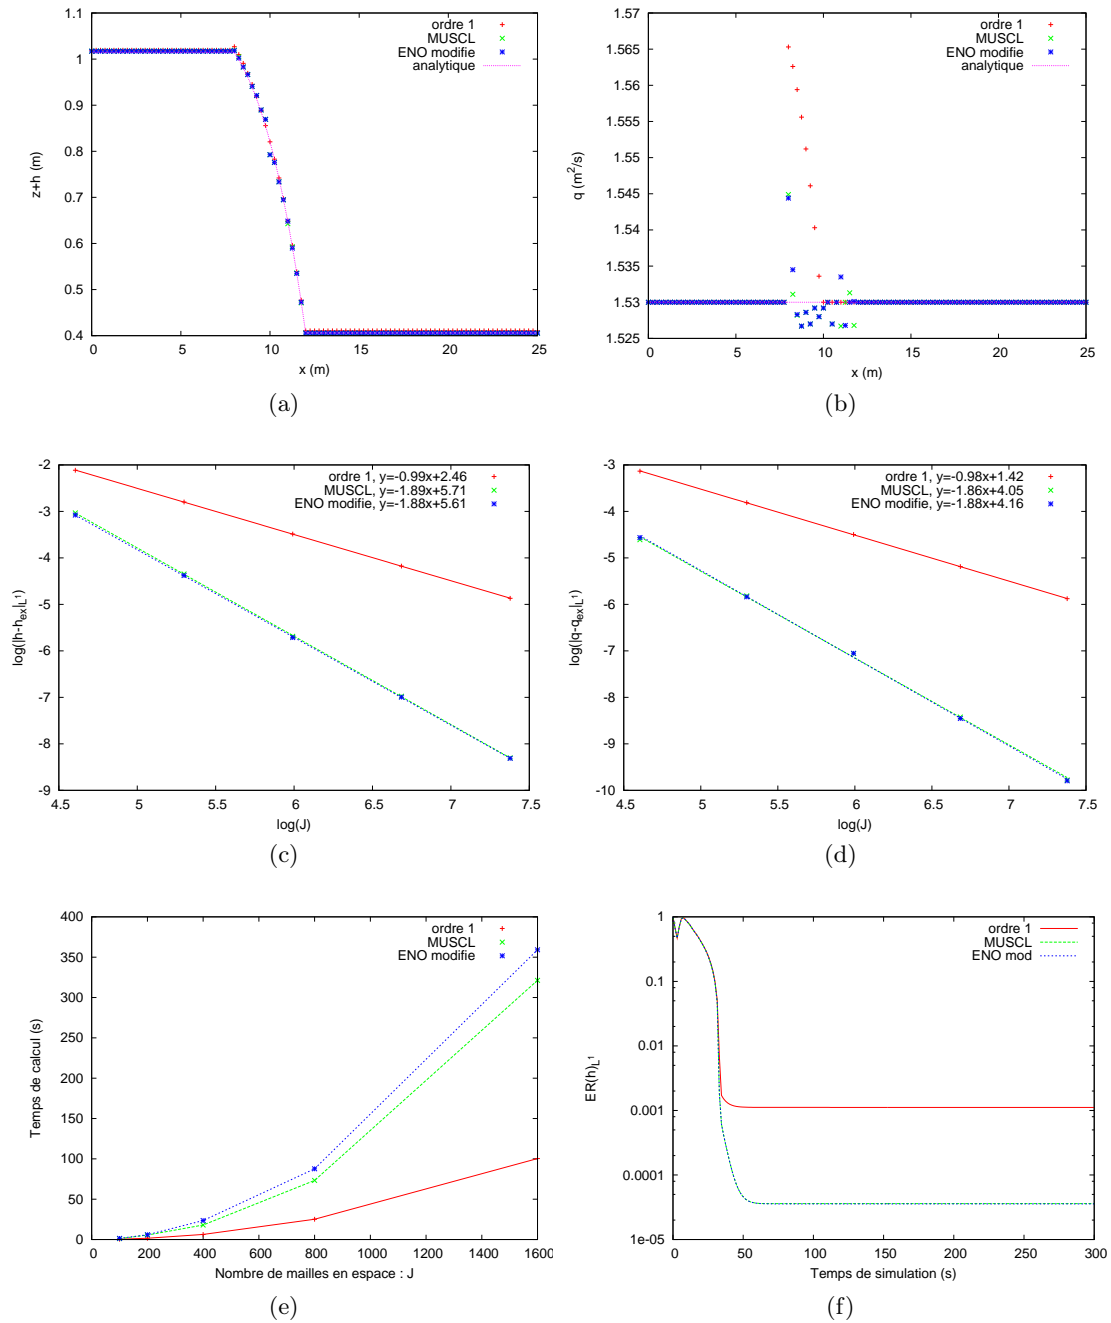 1.1
1
0.9
0.8
0.7
0.6
0.5
0.4
0
5
10
15
20
25
z+h (m)
x (m)
ordre 1
MUSCL
ENO modifie
analytique
(a)
1.57
1.565
1.56
1.555
1.55
1.545
1.54
1.535
1.53
1.525
0
5
10
15
20
25
q (m²/s)
x (m)
ordre 1
MUSCL
ENO modifie
analytique
(b)
-2
-3
-4
-5
-6
-7
-8
-9
4.5
5
5.5
6
6.5
7
7.5
log(|h-h_ex|_L¹)
log(J)
ordre 1, y=-0.99x+2.46
MUSCL, y=-1.89x+5.71
ENO modifie, y=-1.88x+5.61
(c)
-3
-4
-5
-6
-7
-8
-9
-10
4.5
5
5.5
6
6.5
7
7.5
log(|q-q_ex|_L¹)
log(J)
ordre 1, y=-0.98x+1.42
MUSCL, y=-1.86x+4.05
ENO modifie, y=-1.88x+4.16
(d)
400
350
300
250
200
150
100
50
0
0
200
400
600
800
1000
1200
1400
1600
Temps de calcul (s)
Nombre de mailles en espace : J
ordre 1
MUSCL
ENO modifie
(e)
1
0.1
0.01
0.001
0.0001
1e-05
0
50
100
150
200
250
300
ER(h)_L¹
Temps de simulation (s)
ordre 1
MUSCL
ENO mod
(f)